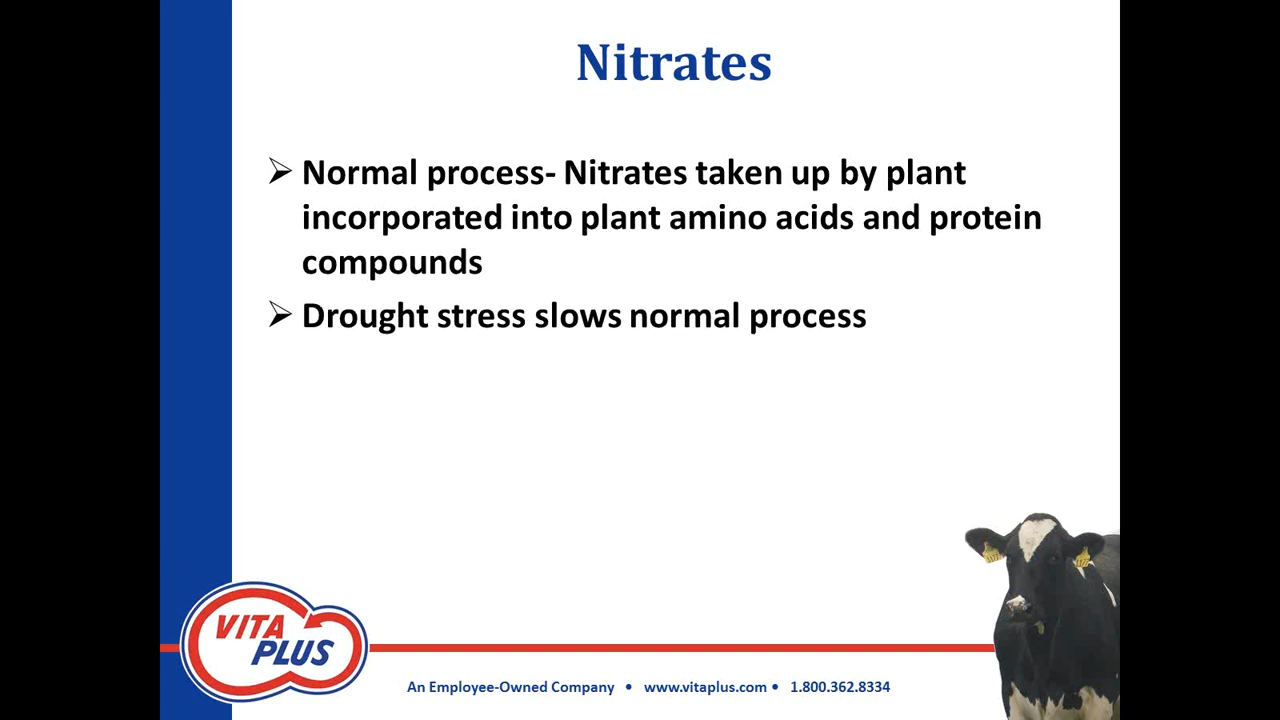 Nitrates
➢ Normal process- Nitrates taken up by plant
incorporated into plant amino acids and protein
compounds
➢ Drought stress slows normal process
VITA
PLUS
An Employee-Owned Company • www.vitaplus.com • 1.800.362.8334